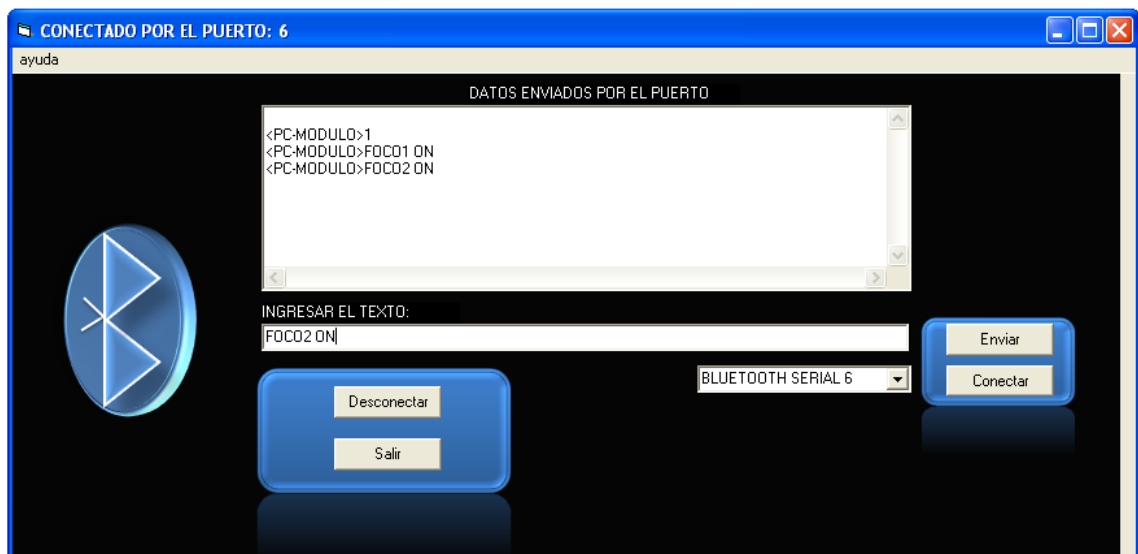 CONECTADO POR EL PUERTO: 6
ayuda
DATOS ENVIADOS POR EL PUERTO
<PC-MODULO>1
<PC-MODULO>FOCO1 ON
<PC-MODULO>FOCO2 ON
INGRESAR EL TEXTO:
FOCO2 ON
Enviar
BLUETOOTH SERIAL 6
Conectar
Desconectar
Salir